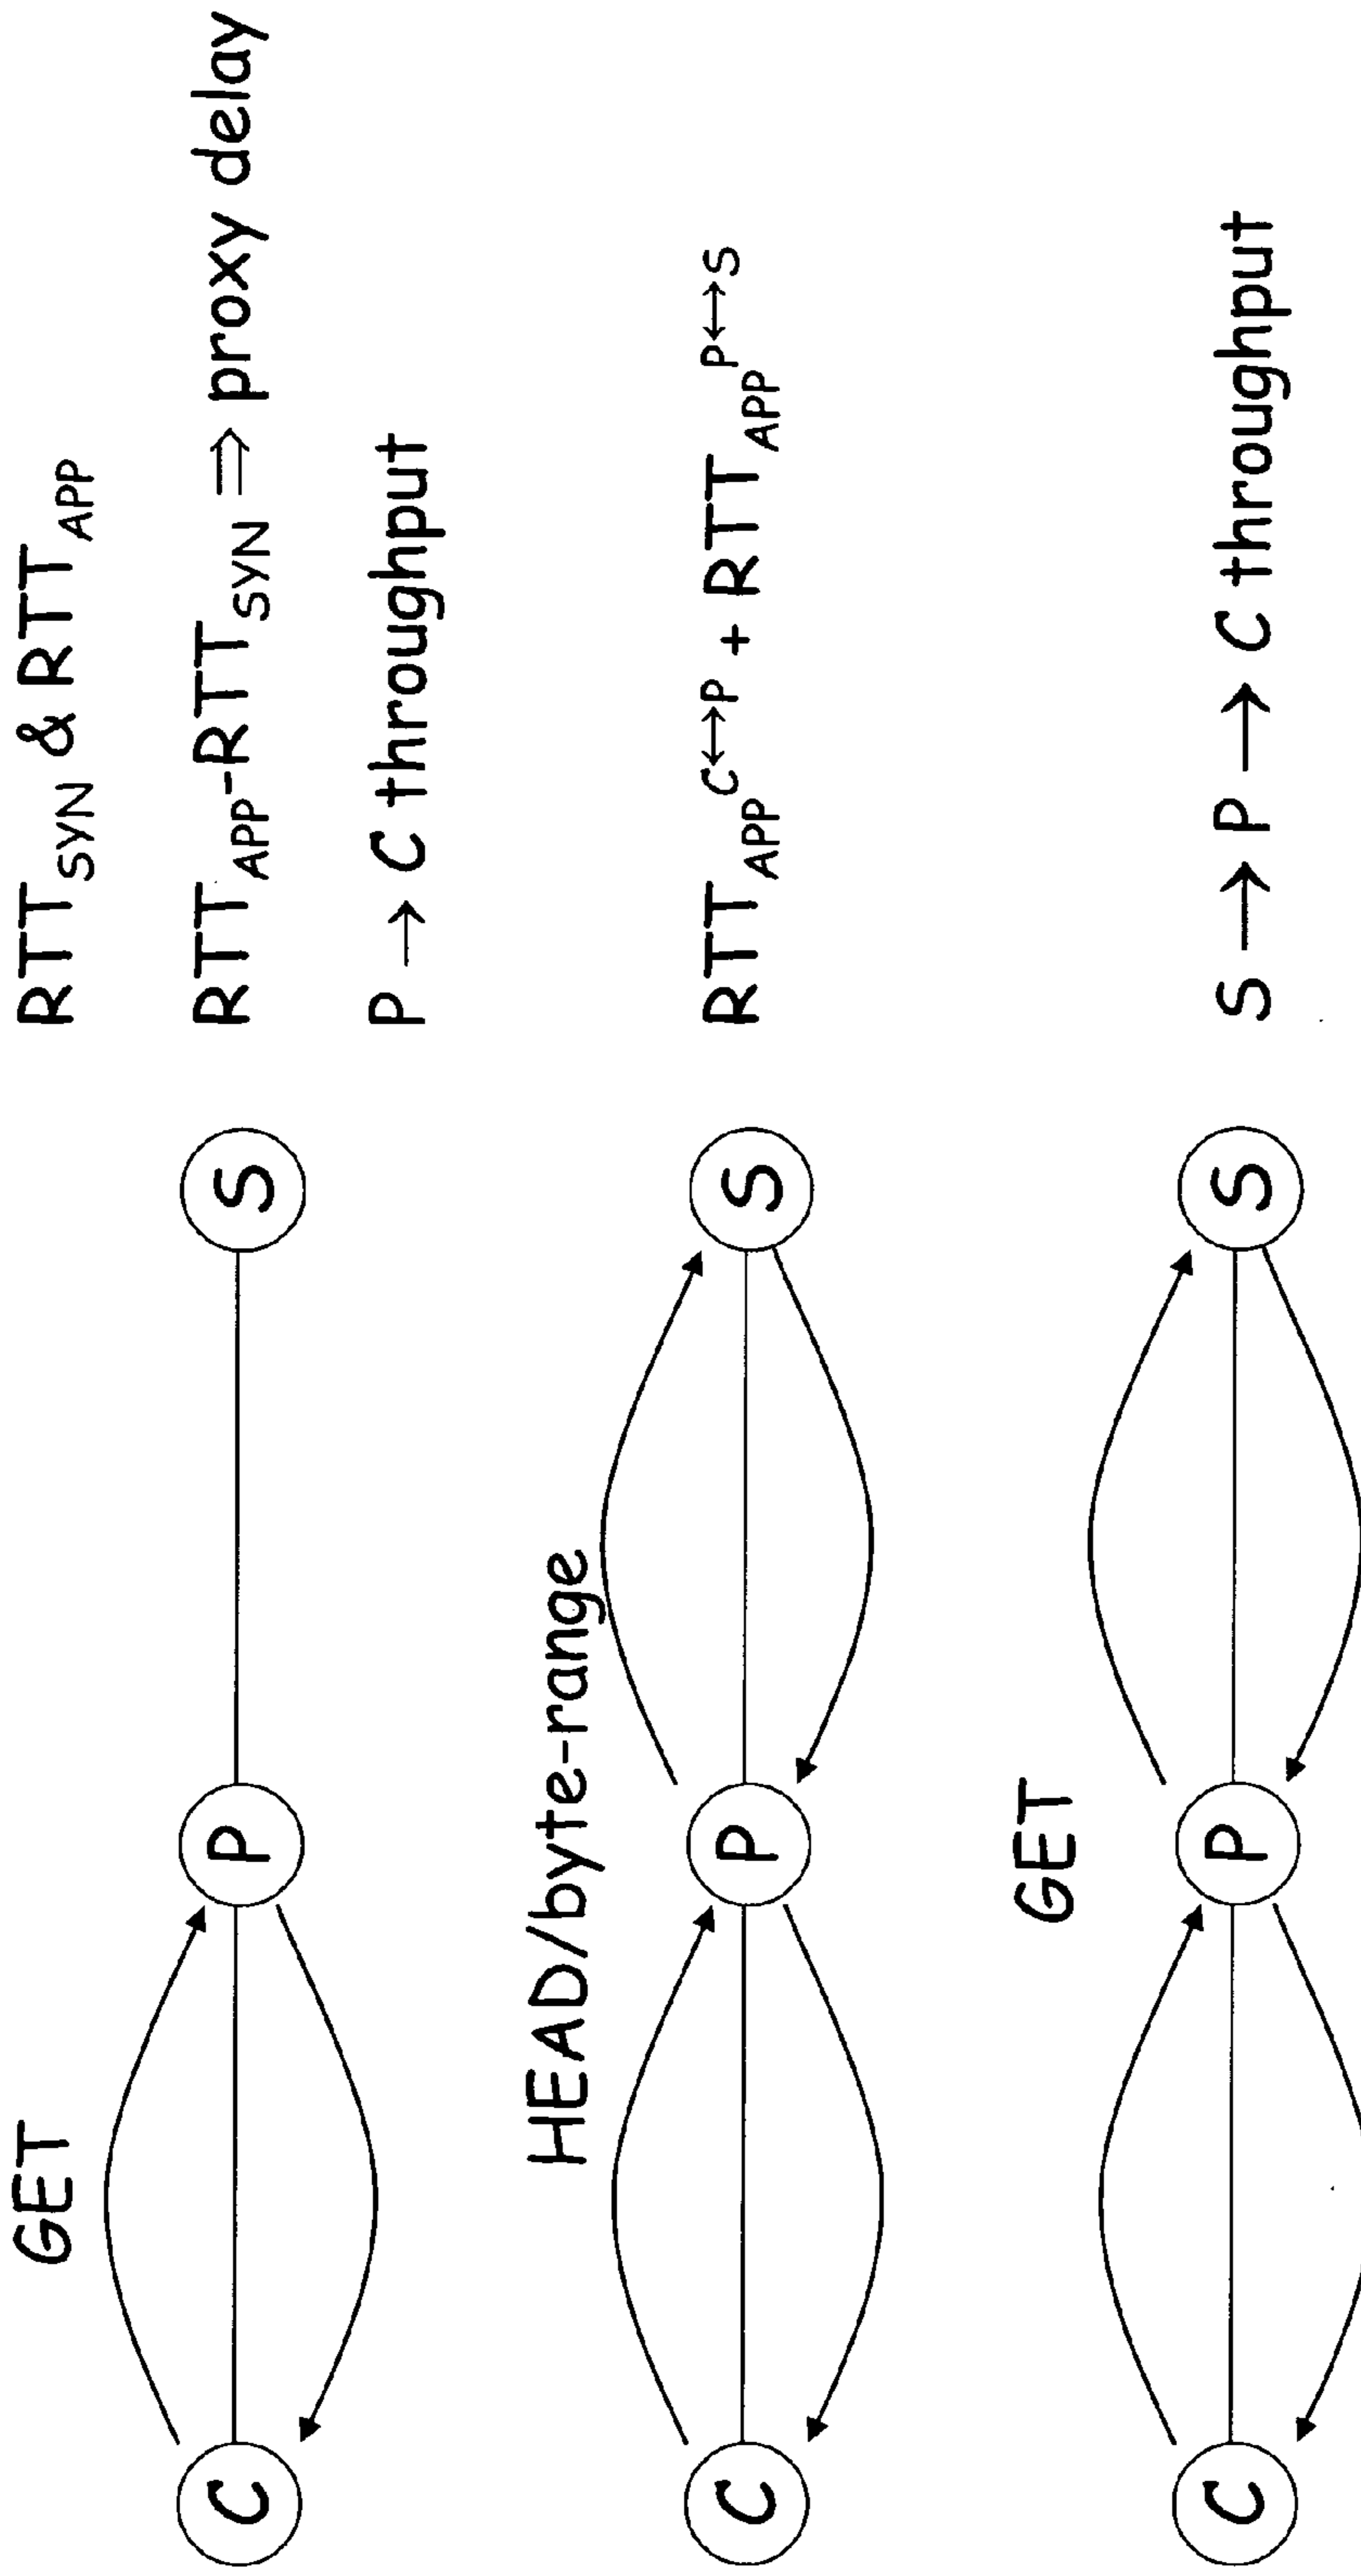 GET
C
P
S
RTT_SYN & RTT_APP
RTT_APP-RTT_SYN ⇒ proxy delay
P → C throughput
HEAD/byte-range
C
P
S
RTT_APP^C↔P + RTT_APP^P↔S
GET
C
P
S
S → P → C throughput